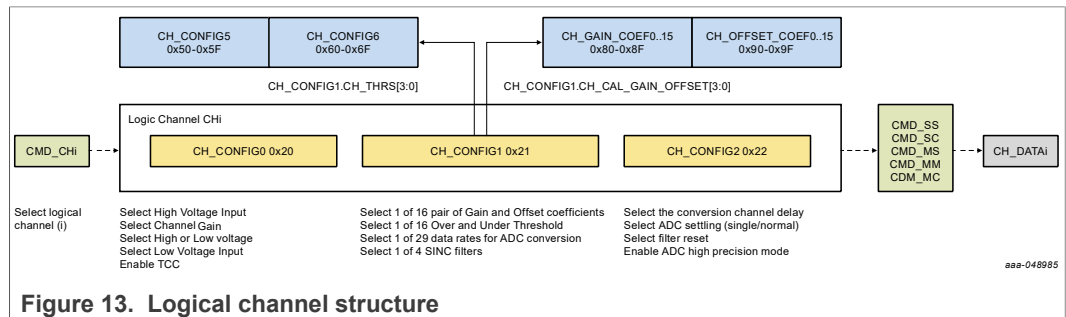 CH_CONFIG5
0x50-0x5F
CH_CONFIG6
0x60-0x6F
CH_GAIN_COEF0..15
0x80-0x8F
CH_OFFSET_COEF0..15
0x90-0x9F
CH_CONFIG1.CH_THRS[3:0]
CH_CONFIG1.CH_CAL_GAIN_OFFSET[3:0]
Logic Channel CHi
CMD_CHi
CH_CONFIG0 0x20
CH_CONFIG1 0x21
CH_CONFIG2 0x22
CMD_SS
CMD_SC
CMD_MS
CMD_MM
CDM_MC
CH_DATAi
Select logical
channel (i)
Select High Voltage Input
Select Channel Gain
Select High or Low voltage
Select Low Voltage Input
Enable TCC
Select 1 of 16 pair of Gain and Offset coefficients
Select 1 of 16 Over and Under Threshold
Select 1 of 29 data rates for ADC conversion
Select 1 of 4 SINC filters
Select the conversion channel delay
Select ADC settling (single/normal)
Select filter reset
Enable ADC high precision mode
aaa-048985
Figure 13. Logical channel structure